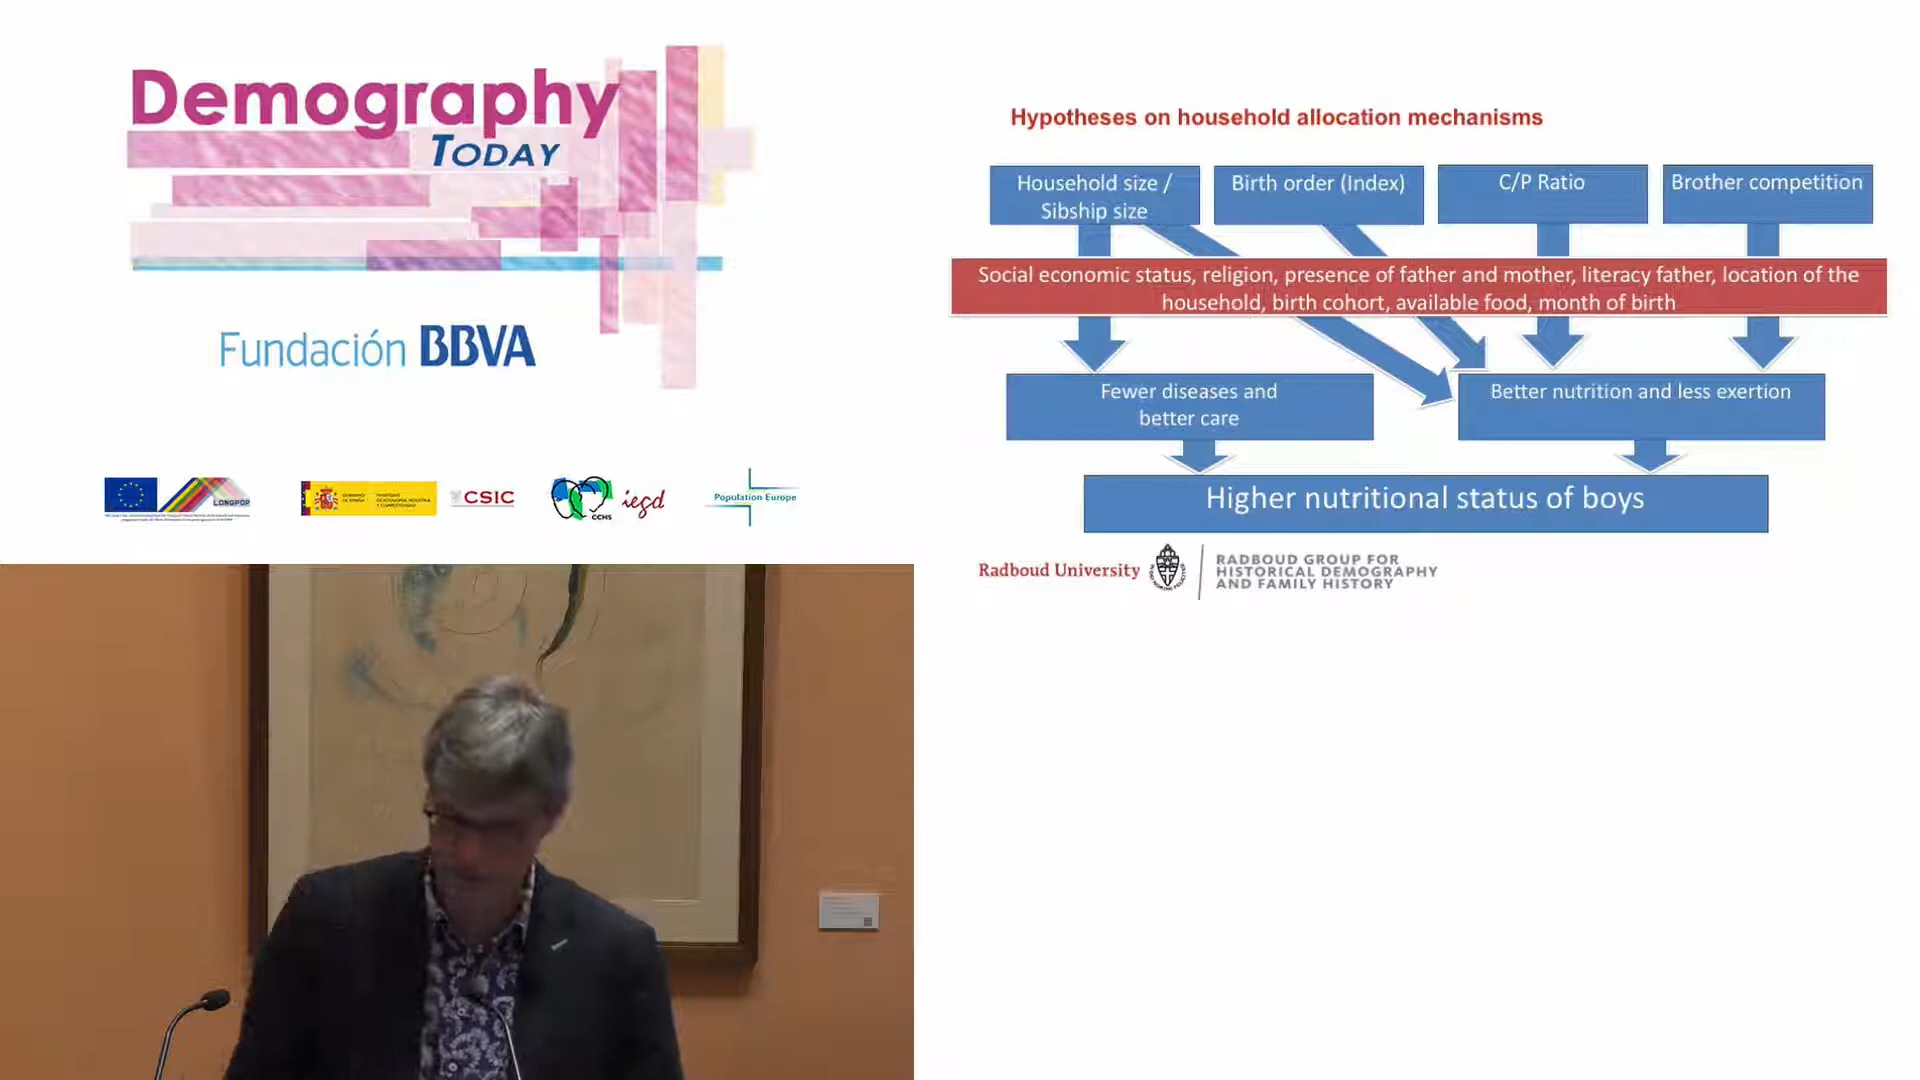 Demography
TODAY
Fundación BBVA
LONGPOP
CSIC
CCHS
iegd
Population Europe
Hypotheses on household allocation mechanisms
Household size /
Sibship size
Birth order (Index)
C/P Ratio
Brother competition
Social economic status, religion, presence of father and mother, literacy father, location of the
household, birth cohort, available food, month of birth
Fewer diseases and
better care
Better nutrition and less exertion
Higher nutritional status of boys
Radboud University
RADBOUD GROUP FOR
HISTORICAL DEMOGRAPHY
AND FAMILY HISTORY